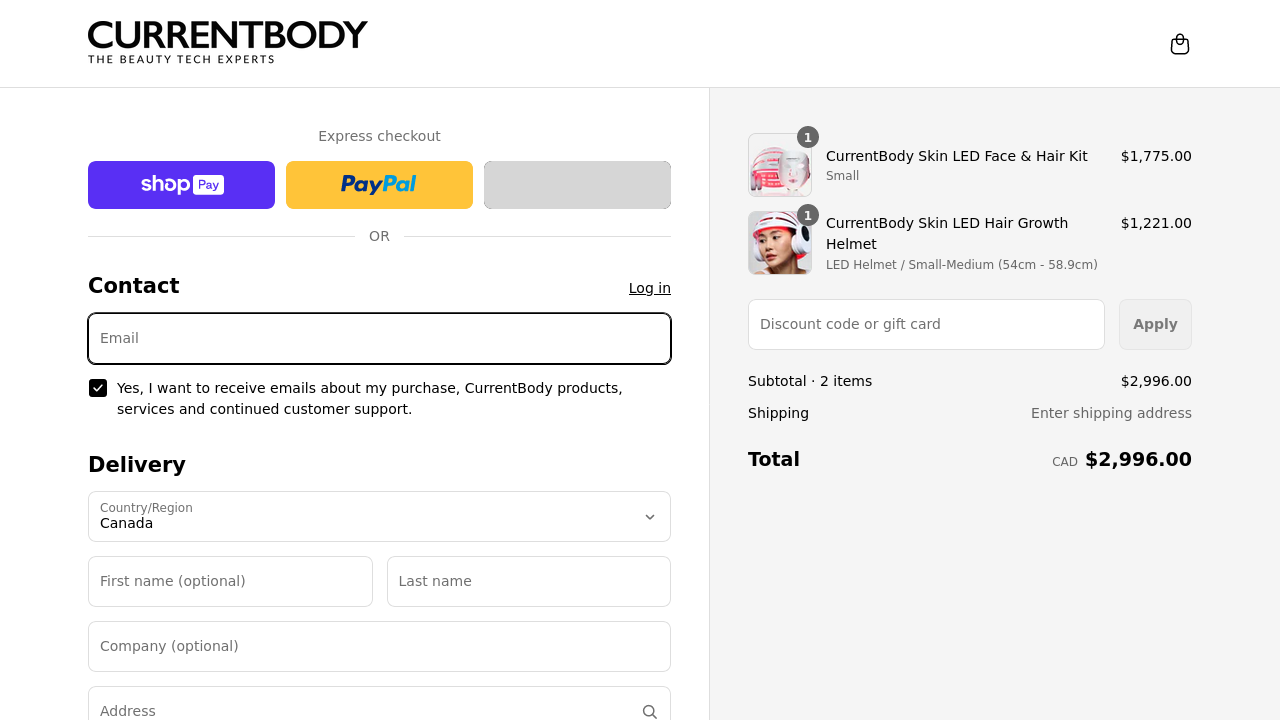 CURRENTBODY
THE BEAUTY TECH EXPERTS
Express checkout
shop Pay
PayPal
OR
Contact
Log in
Email
Yes, I want to receive emails about my purchase, CurrentBody products,
services and continued customer support.
Delivery
Country/Region
Canada
First name (optional)
Last name
Company (optional)
Address
1
CurrentBody Skin LED Face & Hair Kit
$1,775.00
Small
1
CurrentBody Skin LED Hair Growth
Helmet
$1,221.00
LED Helmet / Small-Medium (54cm - 58.9cm)
Discount code or gift card
Apply
Subtotal · 2 items
$2,996.00
Shipping
Enter shipping address
Total
CAD $2,996.00